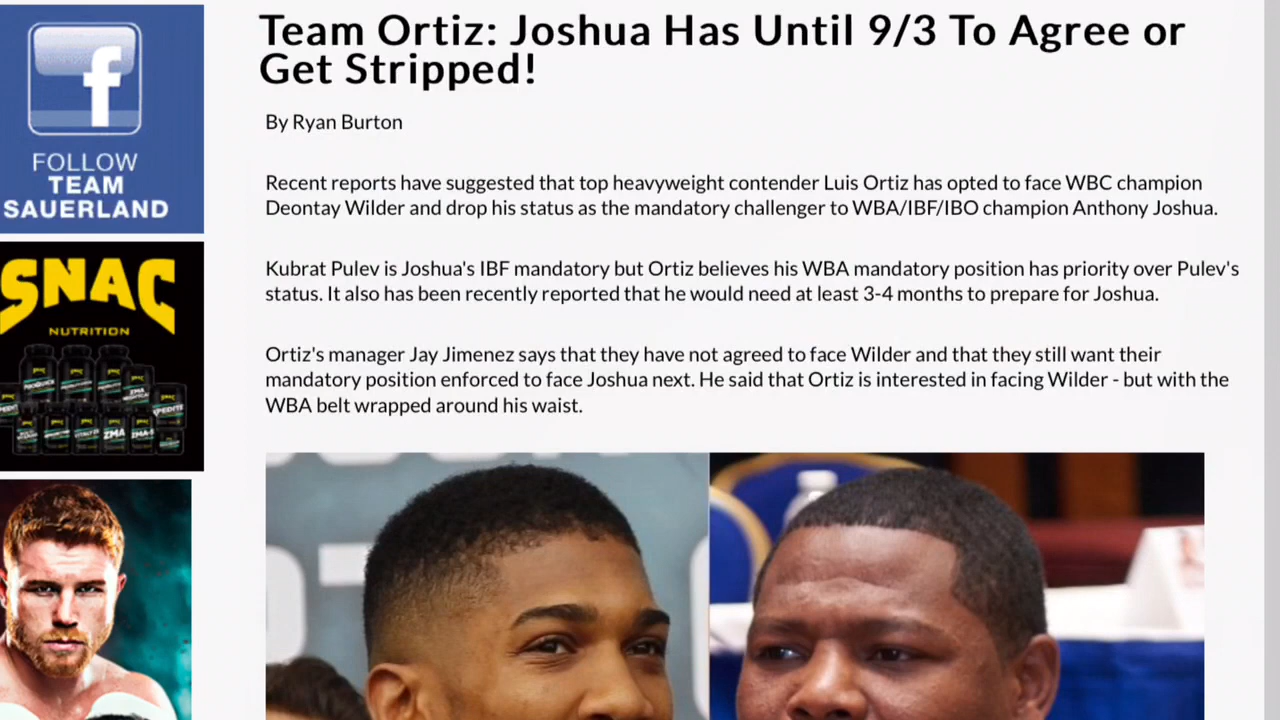 Team Ortiz: Joshua Has Until 9/3 To Agree or
Get Stripped!
By Ryan Burton
Recent reports have suggested that top heavyweight contender Luis Ortiz has opted to face WBC champion
Deontay Wilder and drop his status as the mandatory challenger to WBA/IBF/IBO champion Anthony Joshua.
Kubrat Pulev is Joshua's IBF mandatory but Ortiz believes his WBA mandatory position has priority over Pulev's
status. It also has been recently reported that he would need at least 3-4 months to prepare for Joshua.
Ortiz's manager Jay Jimenez says that they have not agreed to face Wilder and that they still want their
mandatory position enforced to face Joshua next. He said that Ortiz is interested in facing Wilder - but with the
WBA belt wrapped around his waist.
f
FOLLOW
TEAM
SAUERLAND
SNAC
NUTRITION
ZMA